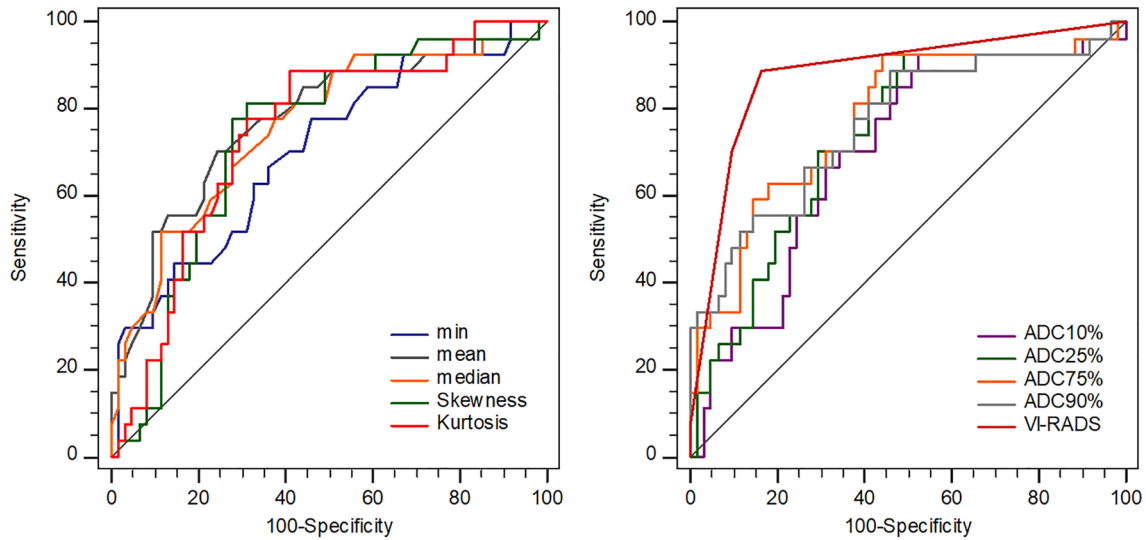 100
80
60
40
20
0
Sensitivity
0 20 40 60 80 100
100-Specificity
min
mean
median
Skewness
Kurtosis
100
80
60
40
20
0
Sensitivity
0 20 40 60 80 100
100-Specificity
ADC10%
ADC25%
ADC75%
ADC90%
VI-RADS